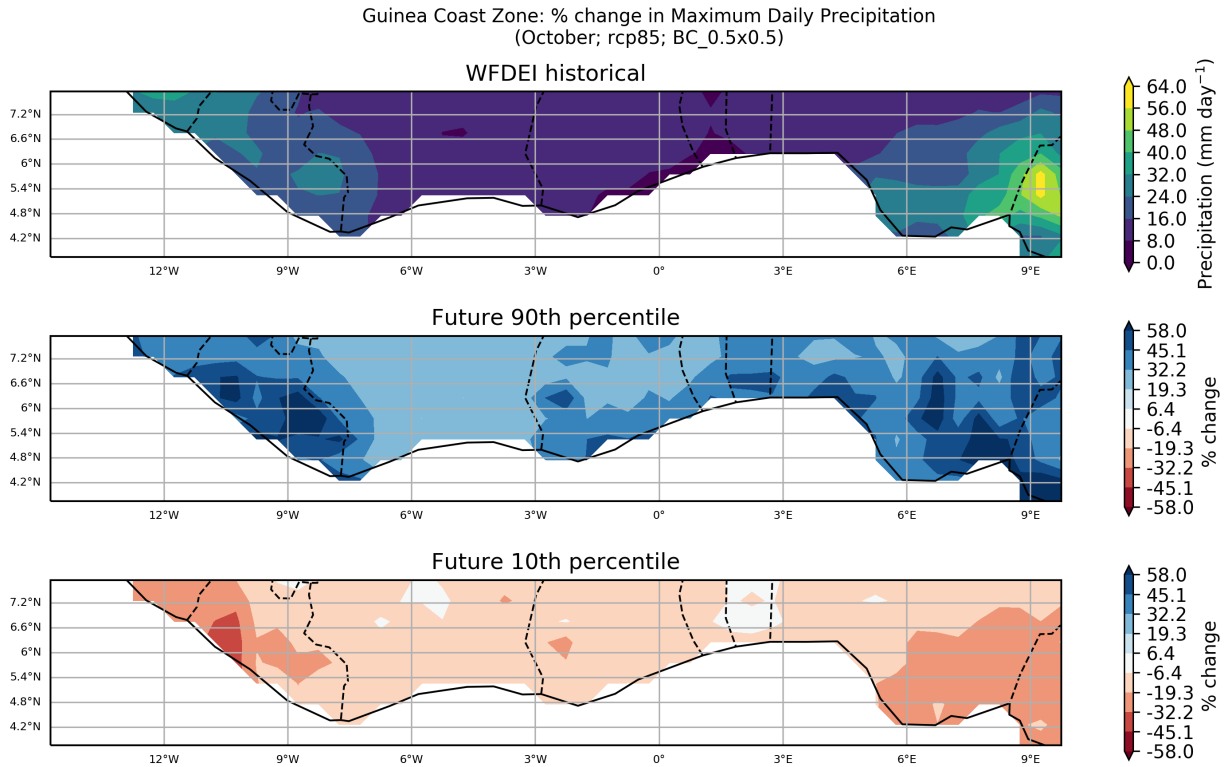 Guinea Coast Zone: % change in Maximum Daily Precipitation
(October; rcp85; BC_0.5x0.5)
WFDEI historical
7.2°N
6.6°N
6°N
5.4°N
4.8°N
4.2°N
12°W 9°W 6°W 3°W 0° 3°E 6°E 9°E
64.0
56.0
48.0
40.0
32.0
24.0
16.0
8.0
0.0
Precipitation (mm day⁻¹)
Future 90th percentile
7.2°N
6.6°N
6°N
5.4°N
4.8°N
4.2°N
12°W 9°W 6°W 3°W 0° 3°E 6°E 9°E
58.0
45.1
32.2
19.3
6.4
-6.4
-19.3
-32.2
-45.1
-58.0
% change
Future 10th percentile
7.2°N
6.6°N
6°N
5.4°N
4.8°N
4.2°N
12°W 9°W 6°W 3°W 0° 3°E 6°E 9°E
58.0
45.1
32.2
19.3
6.4
-6.4
-19.3
-32.2
-45.1
-58.0
% change